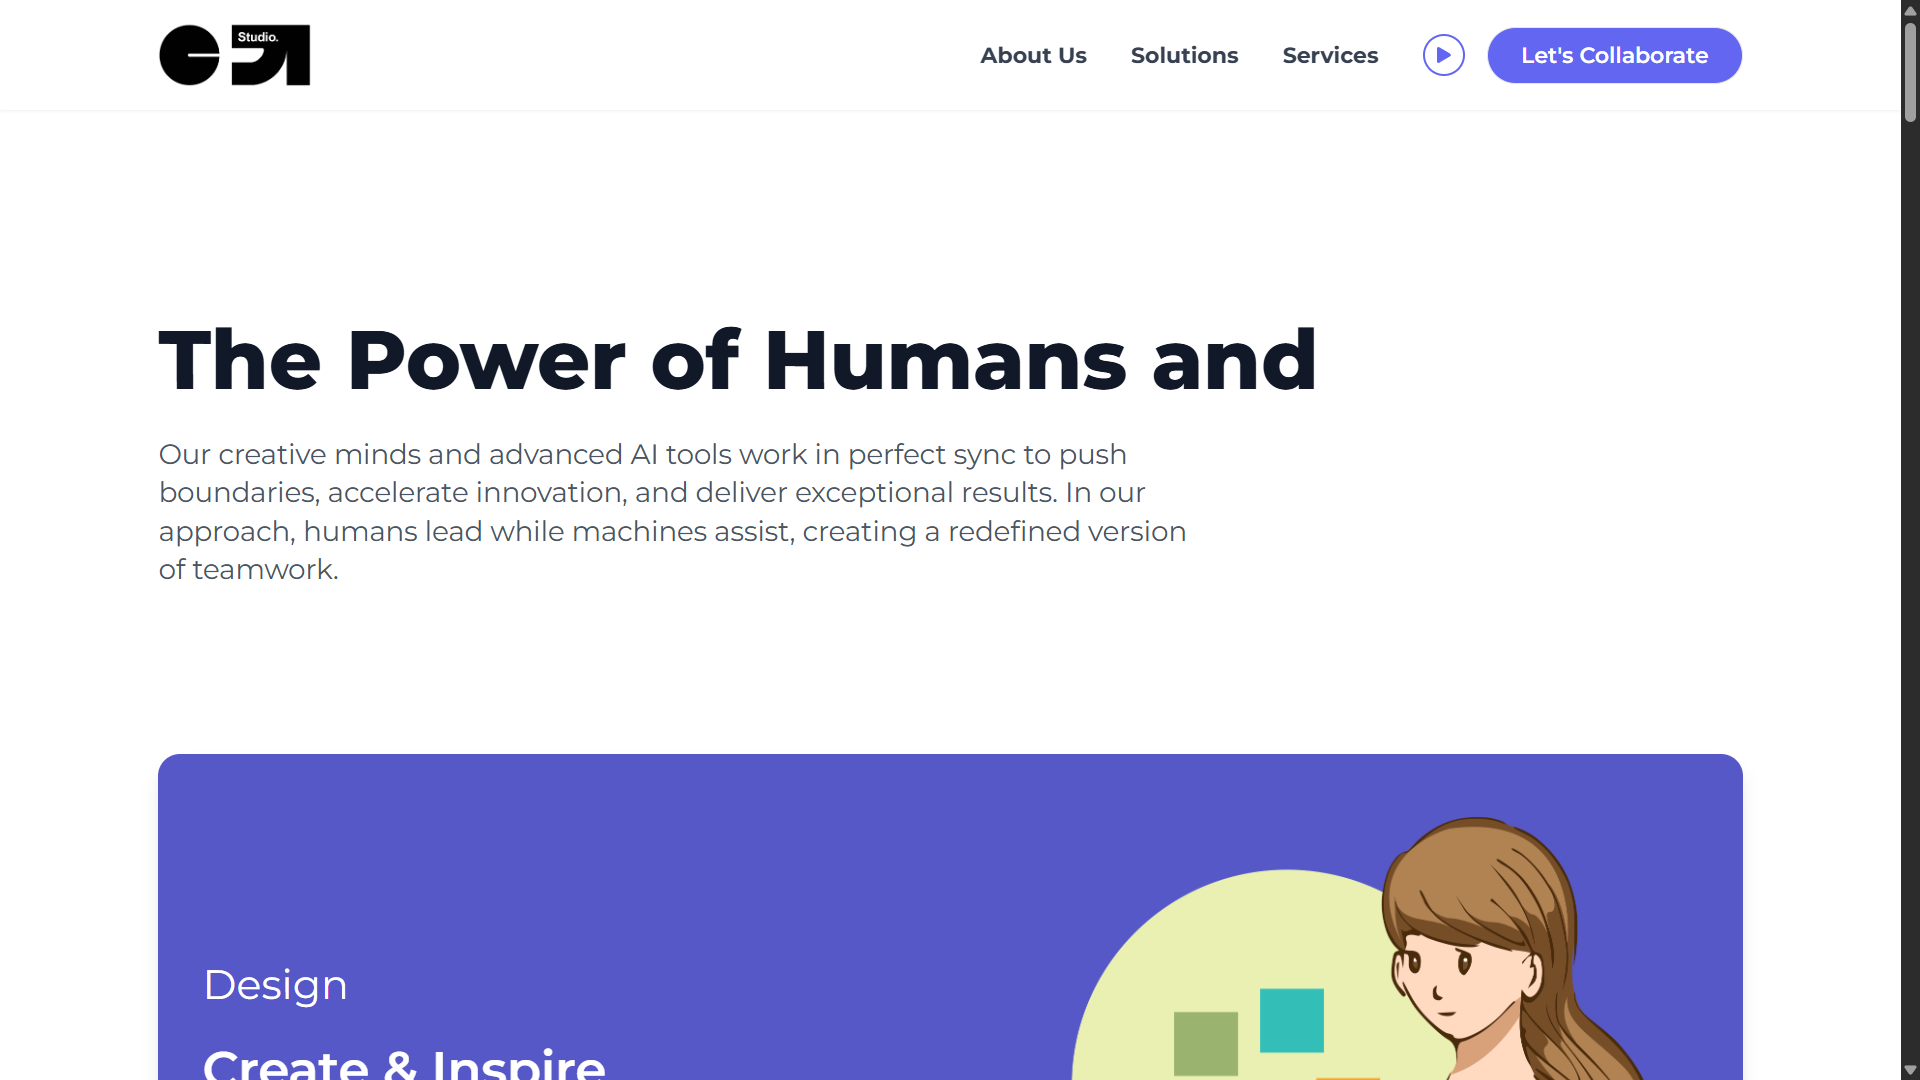 Studio.
About Us
Solutions
Services
Let's Collaborate
The Power of Humans and
Our creative minds and advanced AI tools work in perfect sync to push
boundaries, accelerate innovation, and deliver exceptional results. In our
approach, humans lead while machines assist, creating a redefined version
of teamwork.
Design
Create & Inspire